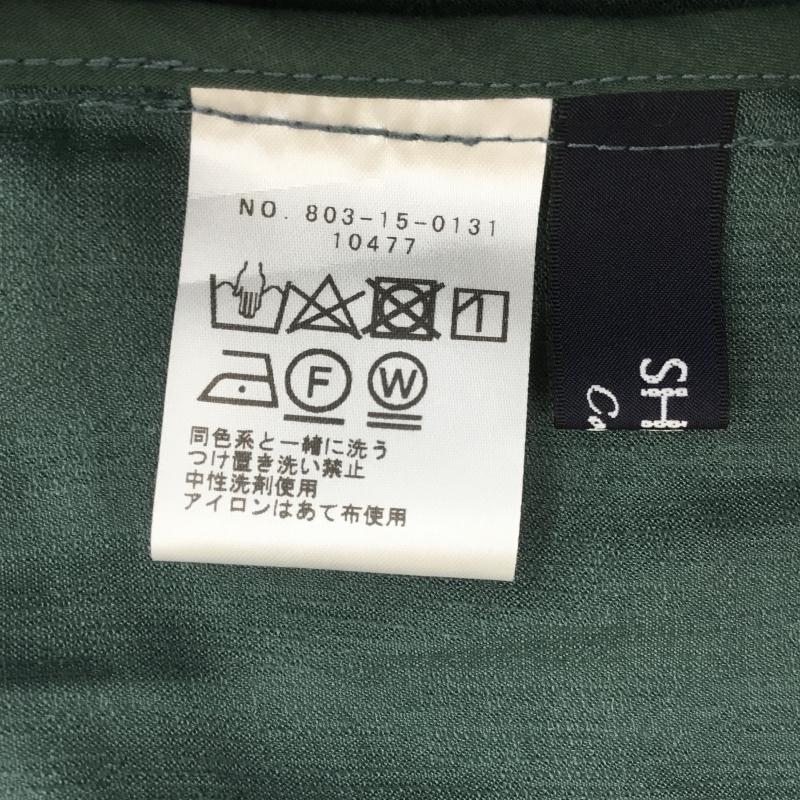 NO. 803-15-0131
10477
F
W
同色系と一緒に洗う
つけ置き洗い禁止
中性洗剤使用
アイロンはあて布使用
SH